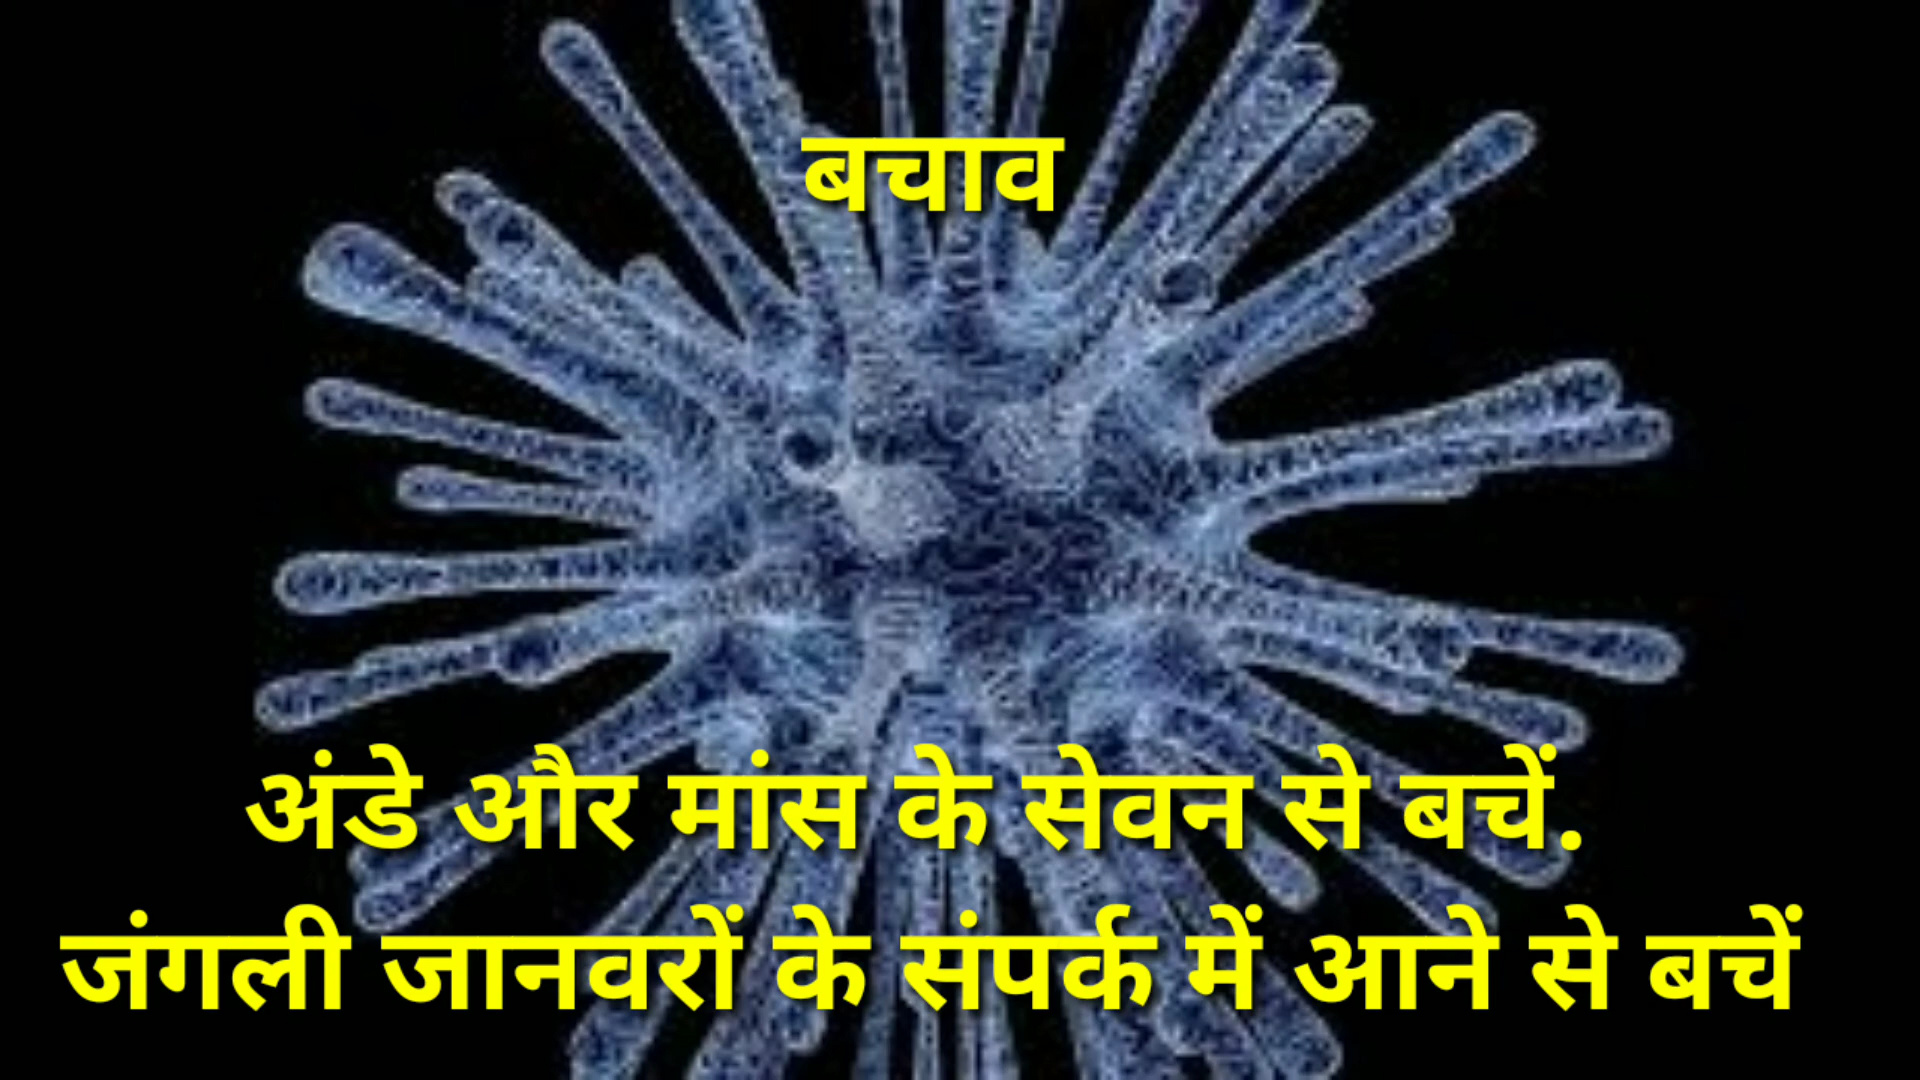 बचाव
अंडे और मांस के सेवन से बचें.
जंगली जानवरों के संपर्क में आने से बचें